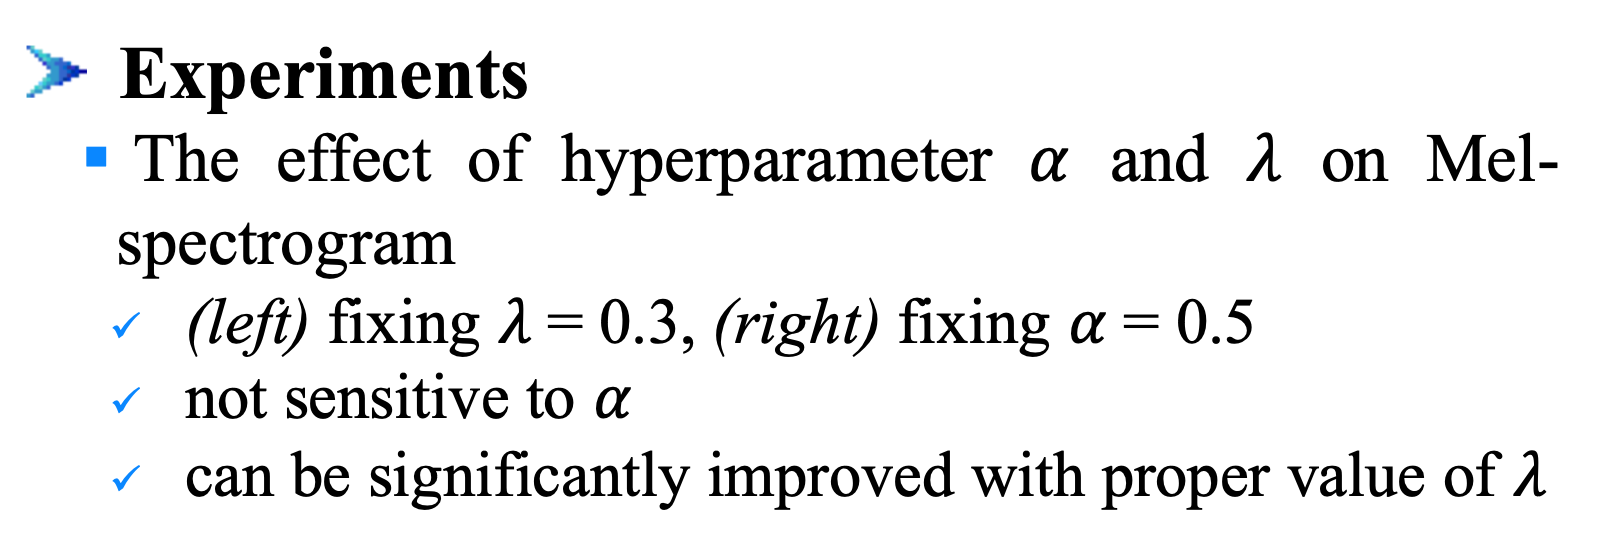 Experiments
The effect of hyperparameter α and λ on Mel-
spectrogram
(left) fixing λ = 0.3, (right) fixing α = 0.5
not sensitive to α
can be significantly improved with proper value of λ